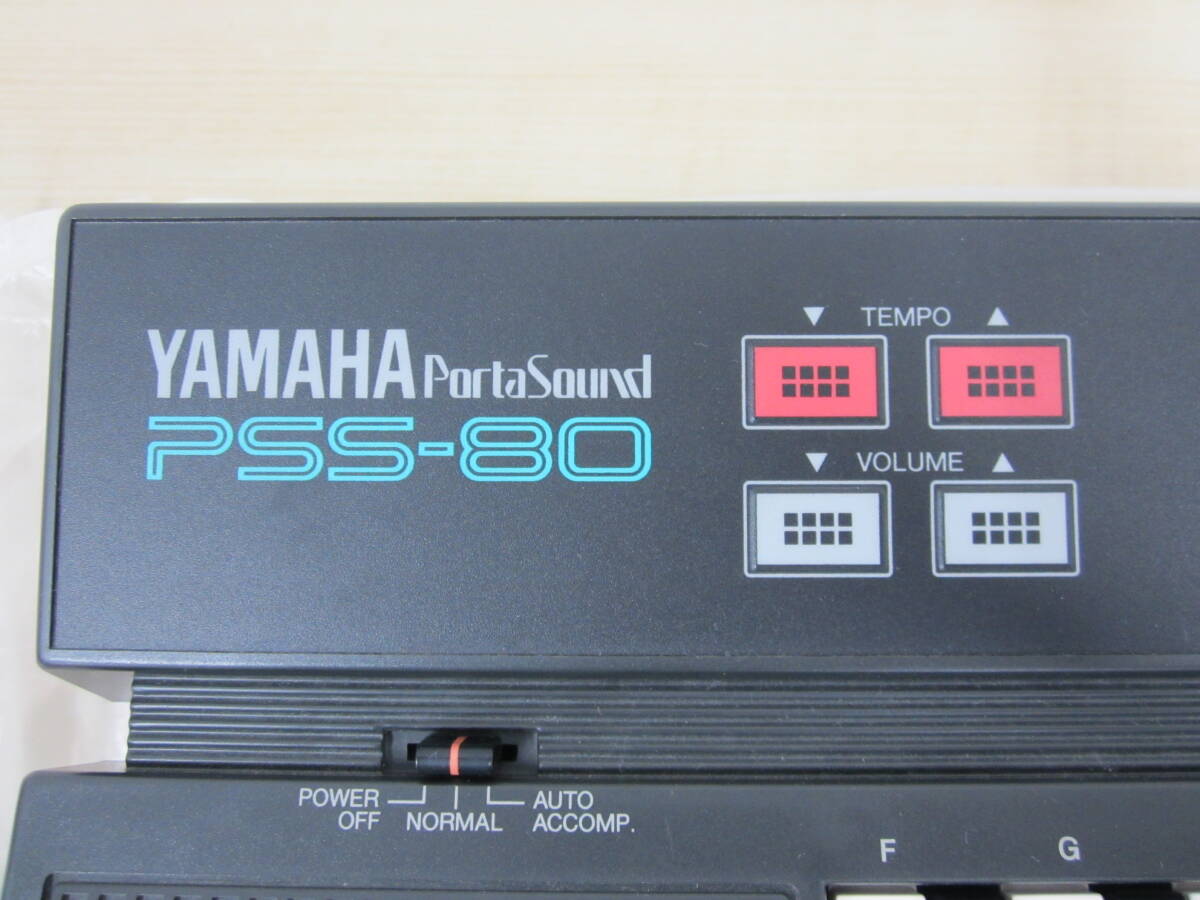 ▼ TEMPO ▲
YAMAHA PortaSound
PSS-80
▼ VOLUME ▲
POWER OFF
NORMAL
AUTO ACCOMP.
F G